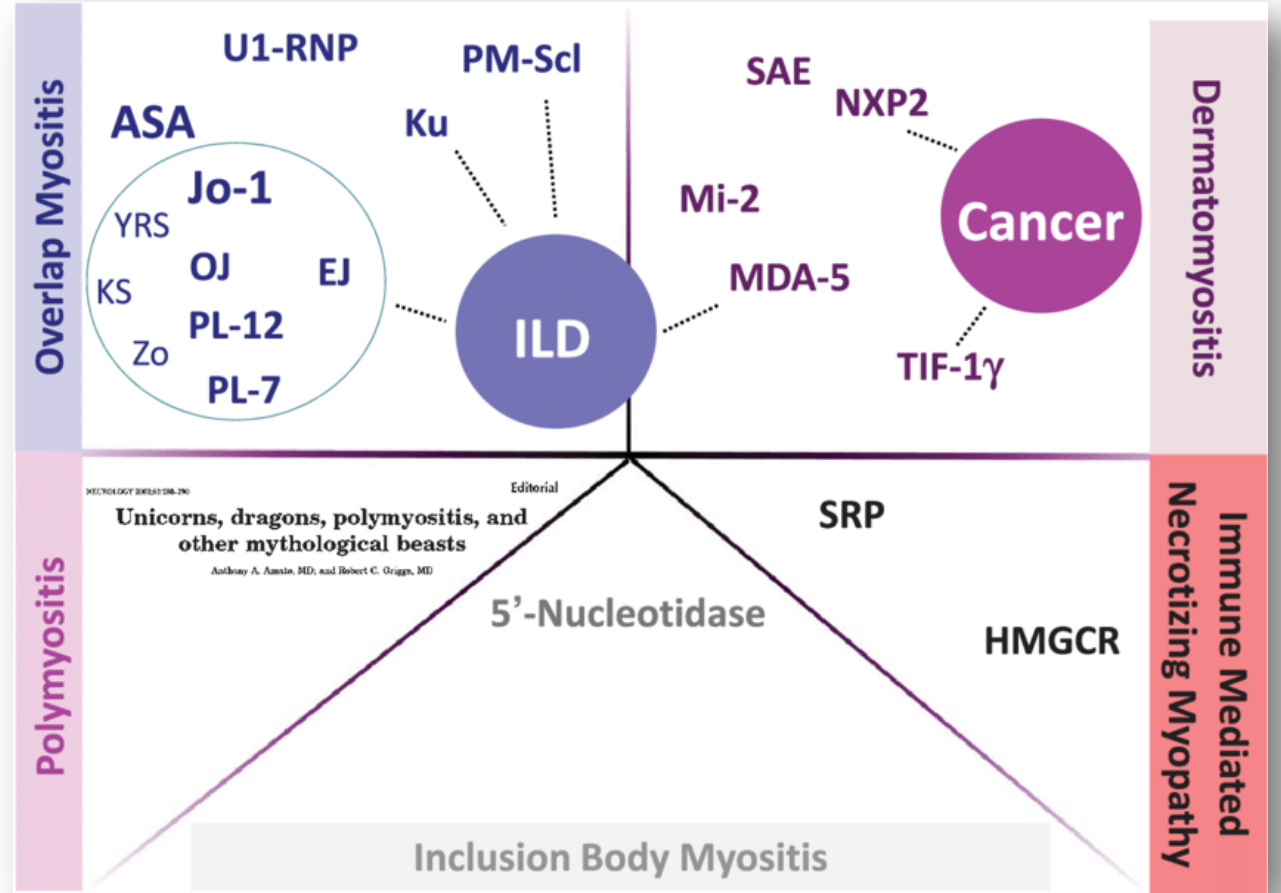 Overlap Myositis
U1-RNP
PM-Scl
ASA
Ku
Jo-1
YRS
OJ
EJ
KS
PL-12
Zo
PL-7
ILD
SAE
NXP2
Mi-2
Cancer
MDA-5
TIF-1γ
Dermatomyositis
Polymyositis
Editorial
Unicorns, dragons, polymyositis, and
other mythological beasts
Anthony A. Amato, MD; and Robert C. Griggs, MD
5’-Nucleotidase
Inclusion Body Myositis
SRP
HMGCR
Immune Mediated
Necrotizing Myopathy